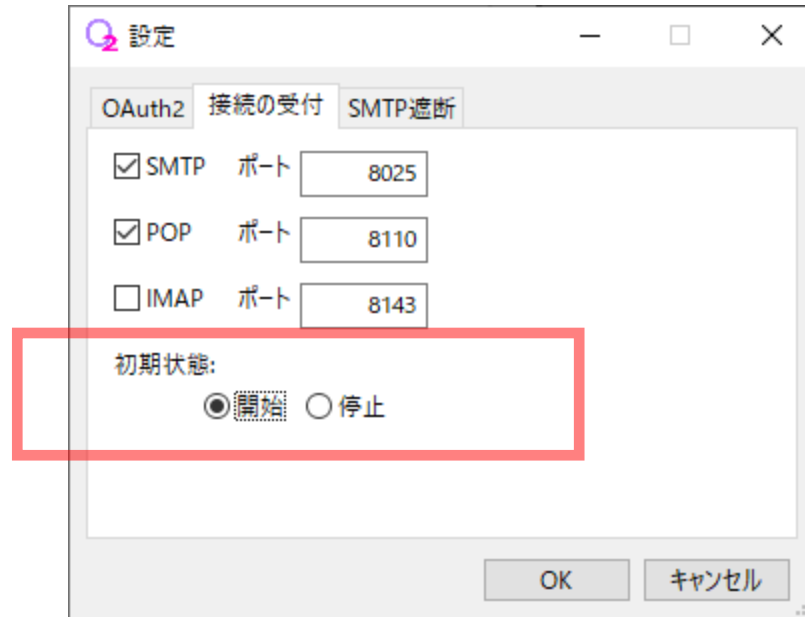 設定
OAuth2 接続の受付 SMTP遮断
SMTP ポート 8025
POP ポート 8110
IMAP ポート 8143
初期状態:
開始 停止
OK キャンセル